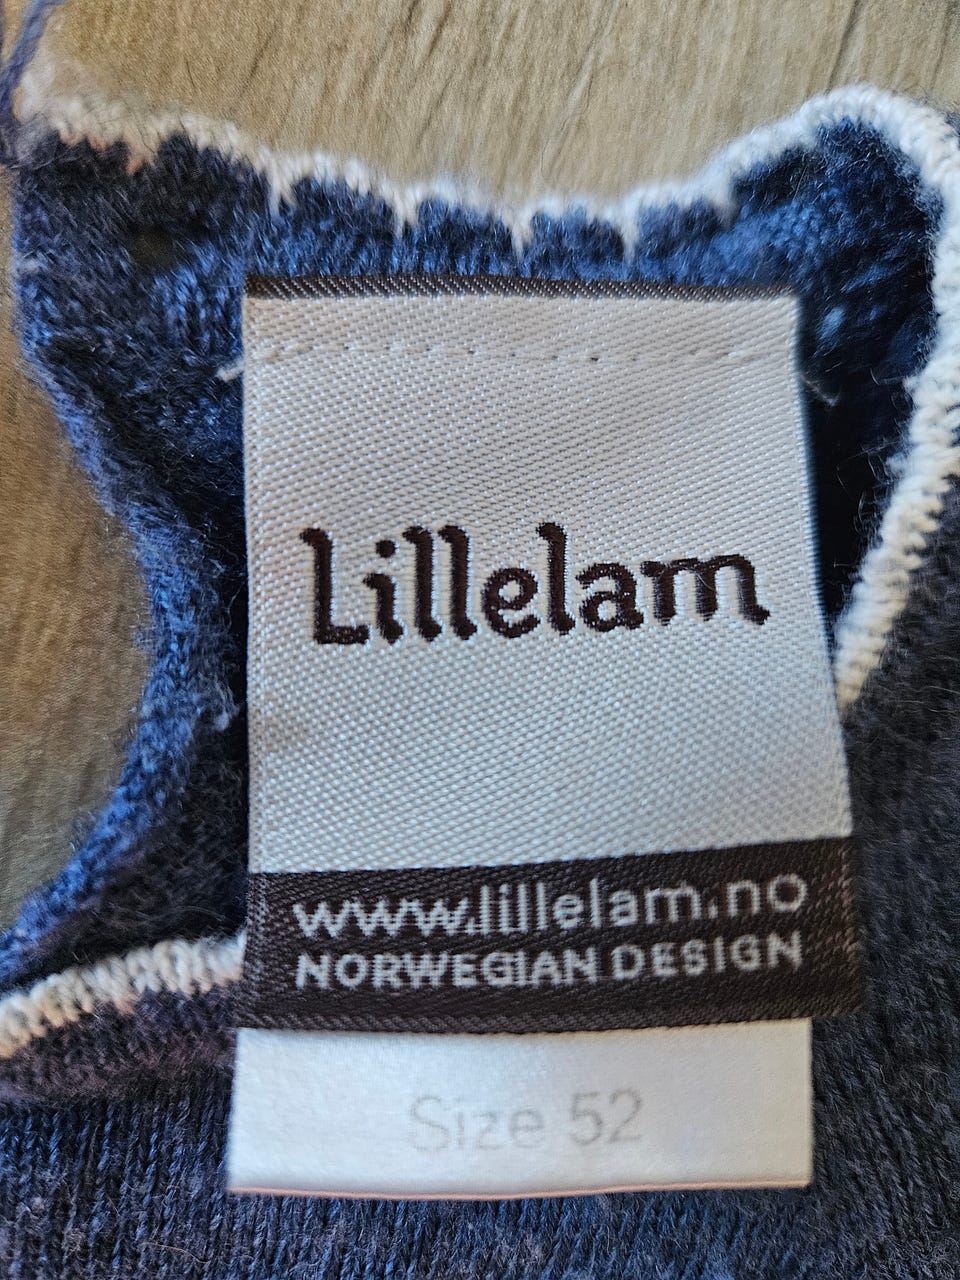 Lillelam
www.lillelam.no
NORWEGIAN DESIGN
Size 52